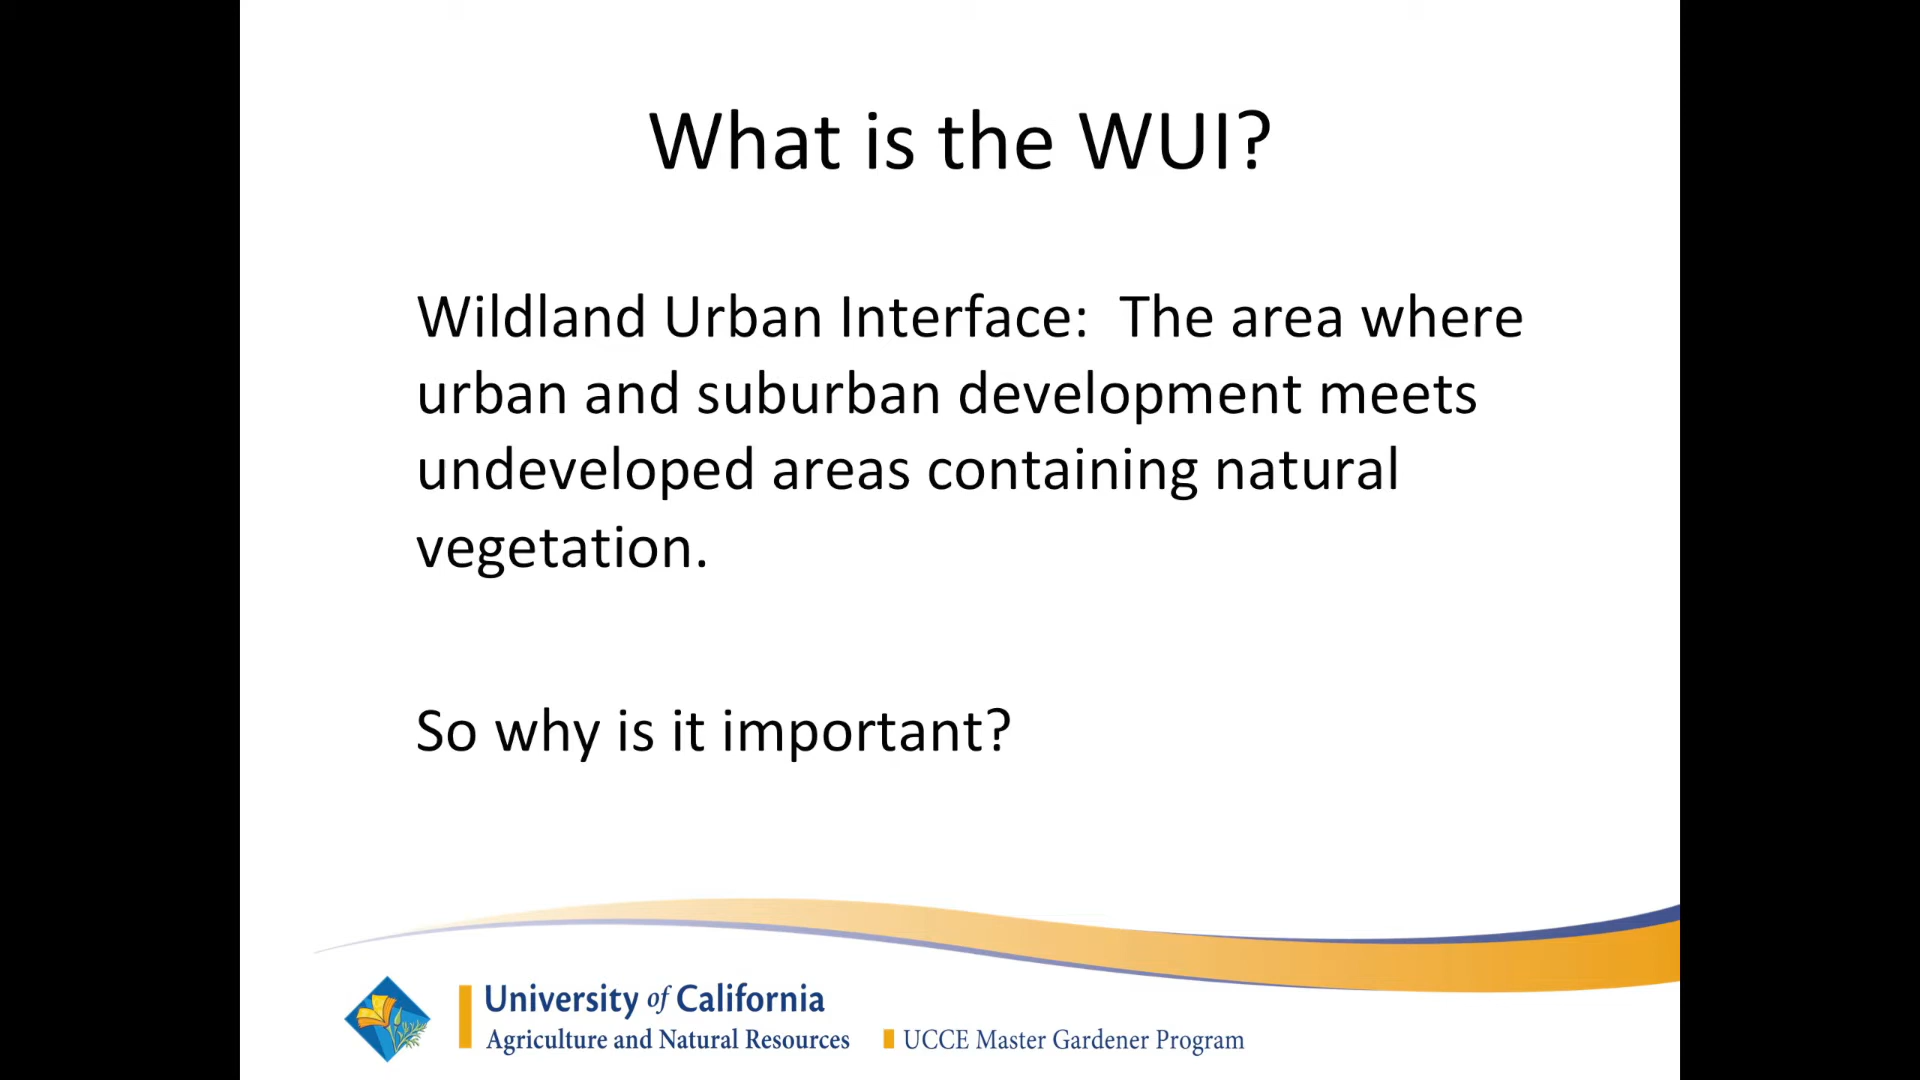 What is the WUI?
Wildland Urban Interface:  The area where
urban and suburban development meets
undeveloped areas containing natural
vegetation.
So why is it important?
University of California
Agriculture and Natural Resources
UCCE Master Gardener Program